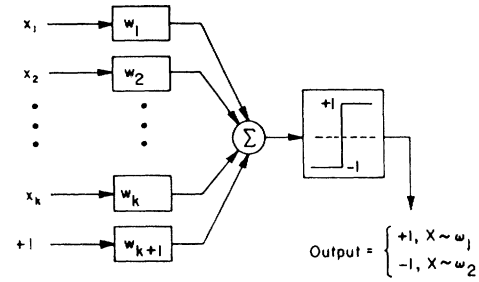 x₁ w₁
x₂ w₂
+1
Σ
-1
xₖ wₖ
+1 wₖ₊₁
Output = { +1, X ~ ω₁
-1, X ~ ω₂